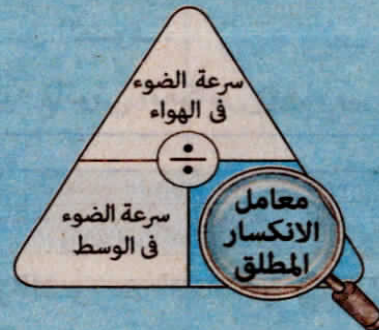 سرعة الضوء
فى الهواء
÷
سرعة الضوء
فى الوسط
معامل
الانكسار
المطلق